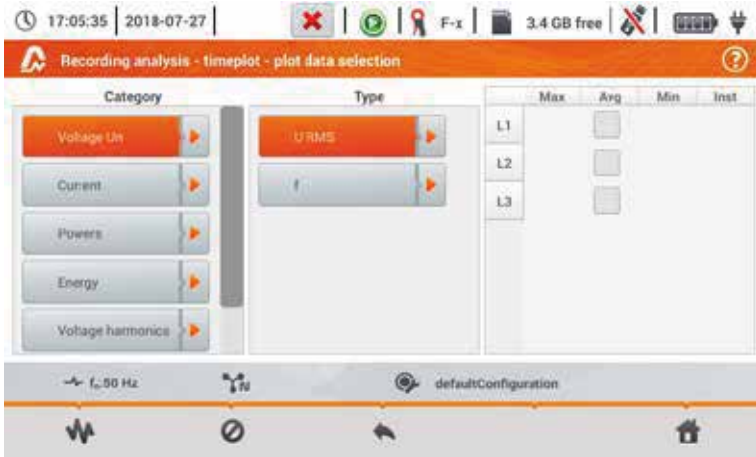 17:05:35 2018-07-27 F-x 3.4 GB free
Recording analysis - timeplot - plot data selection ?
Category Type Max Avg Min Inst
Voltage Un U RMS L1
Current f L2
Powers L3
Energy
Voltage harmonics
fn:50 Hz N defaultConfiguration